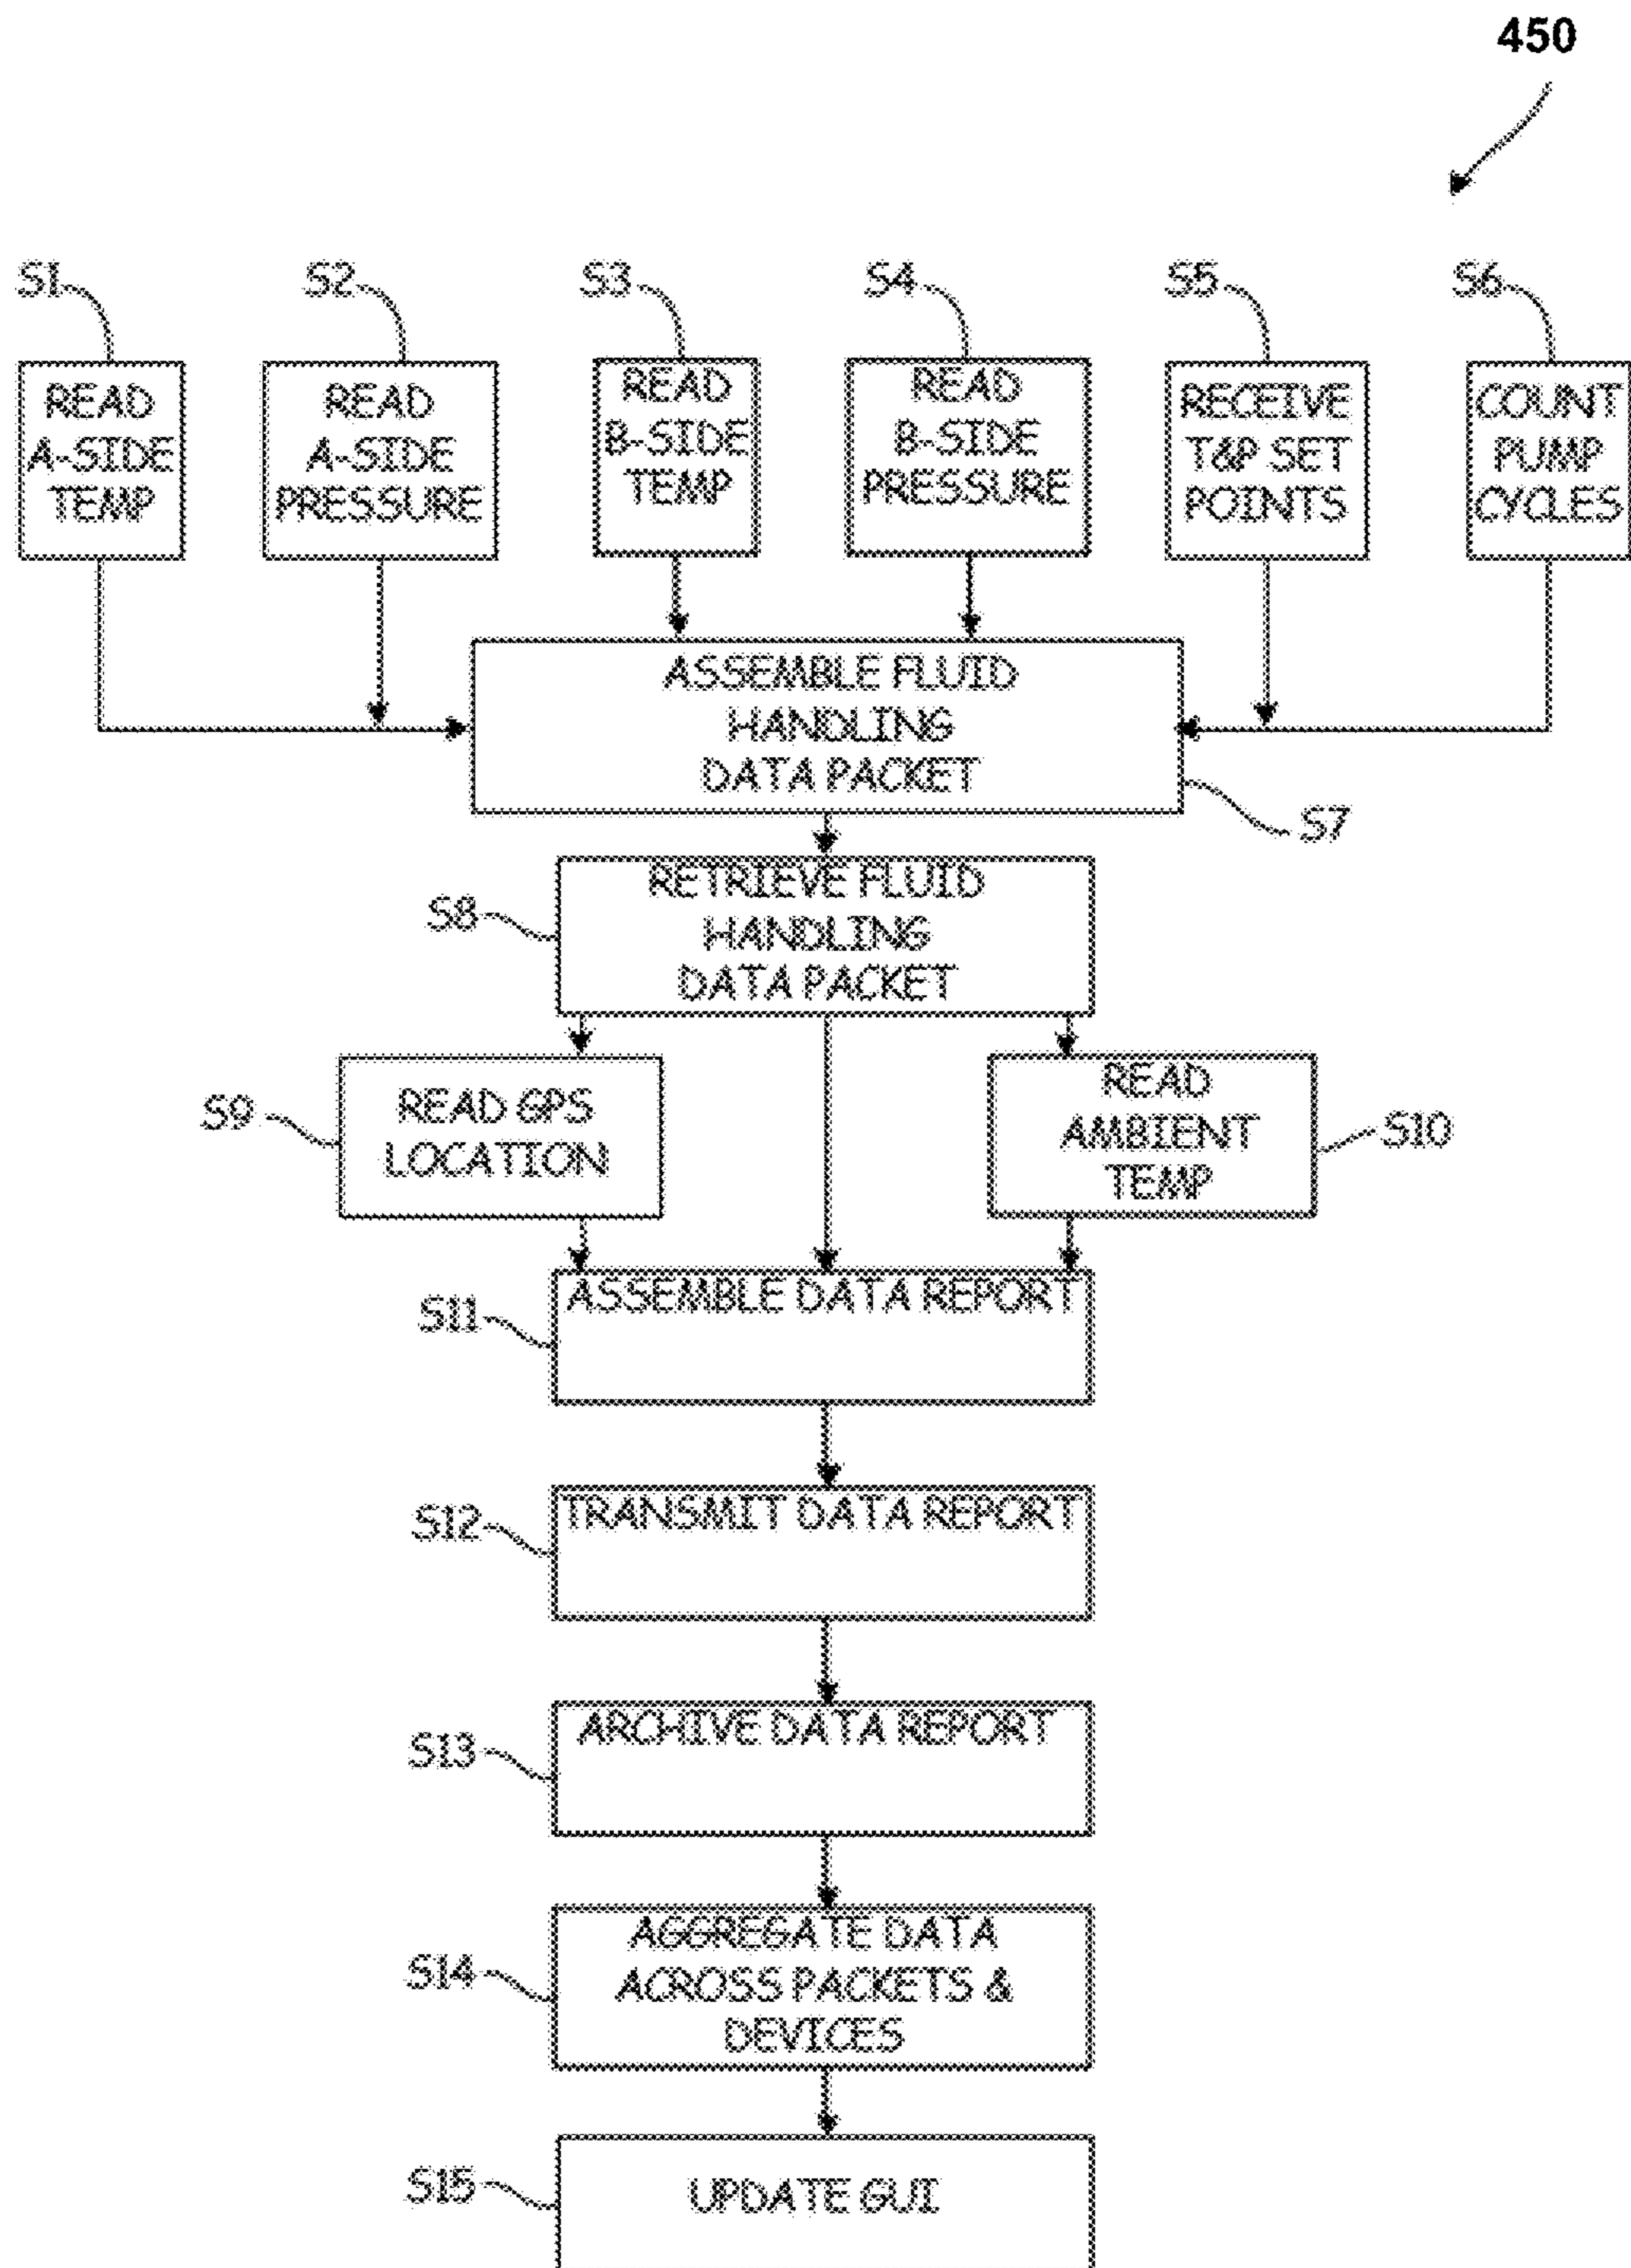 450
S1
S2
S3
S4
S5
S6
READ
A-SIDE
TEMP
READ
A-SIDE
PRESSURE
READ
B-SIDE
TEMP
READ
B-SIDE
PRESSURE
RECEIVE
T&P SET
POINTS
COUNT
PUMP
CYCLES
ASSEMBLE FLUID
HANDLING
DATA PACKET
S7
S8
RETRIEVE FLUID
HANDLING
DATA PACKET
S9
READ GPS
LOCATION
READ
AMBIENT
TEMP
S10
S11
ASSEMBLE DATA REPORT
S12
TRANSMIT DATA REPORT
S13
ARCHIVE DATA REPORT
S14
AGGREGATE DATA
ACROSS PACKETS &
DEVICES
S15
UPDATE GUI